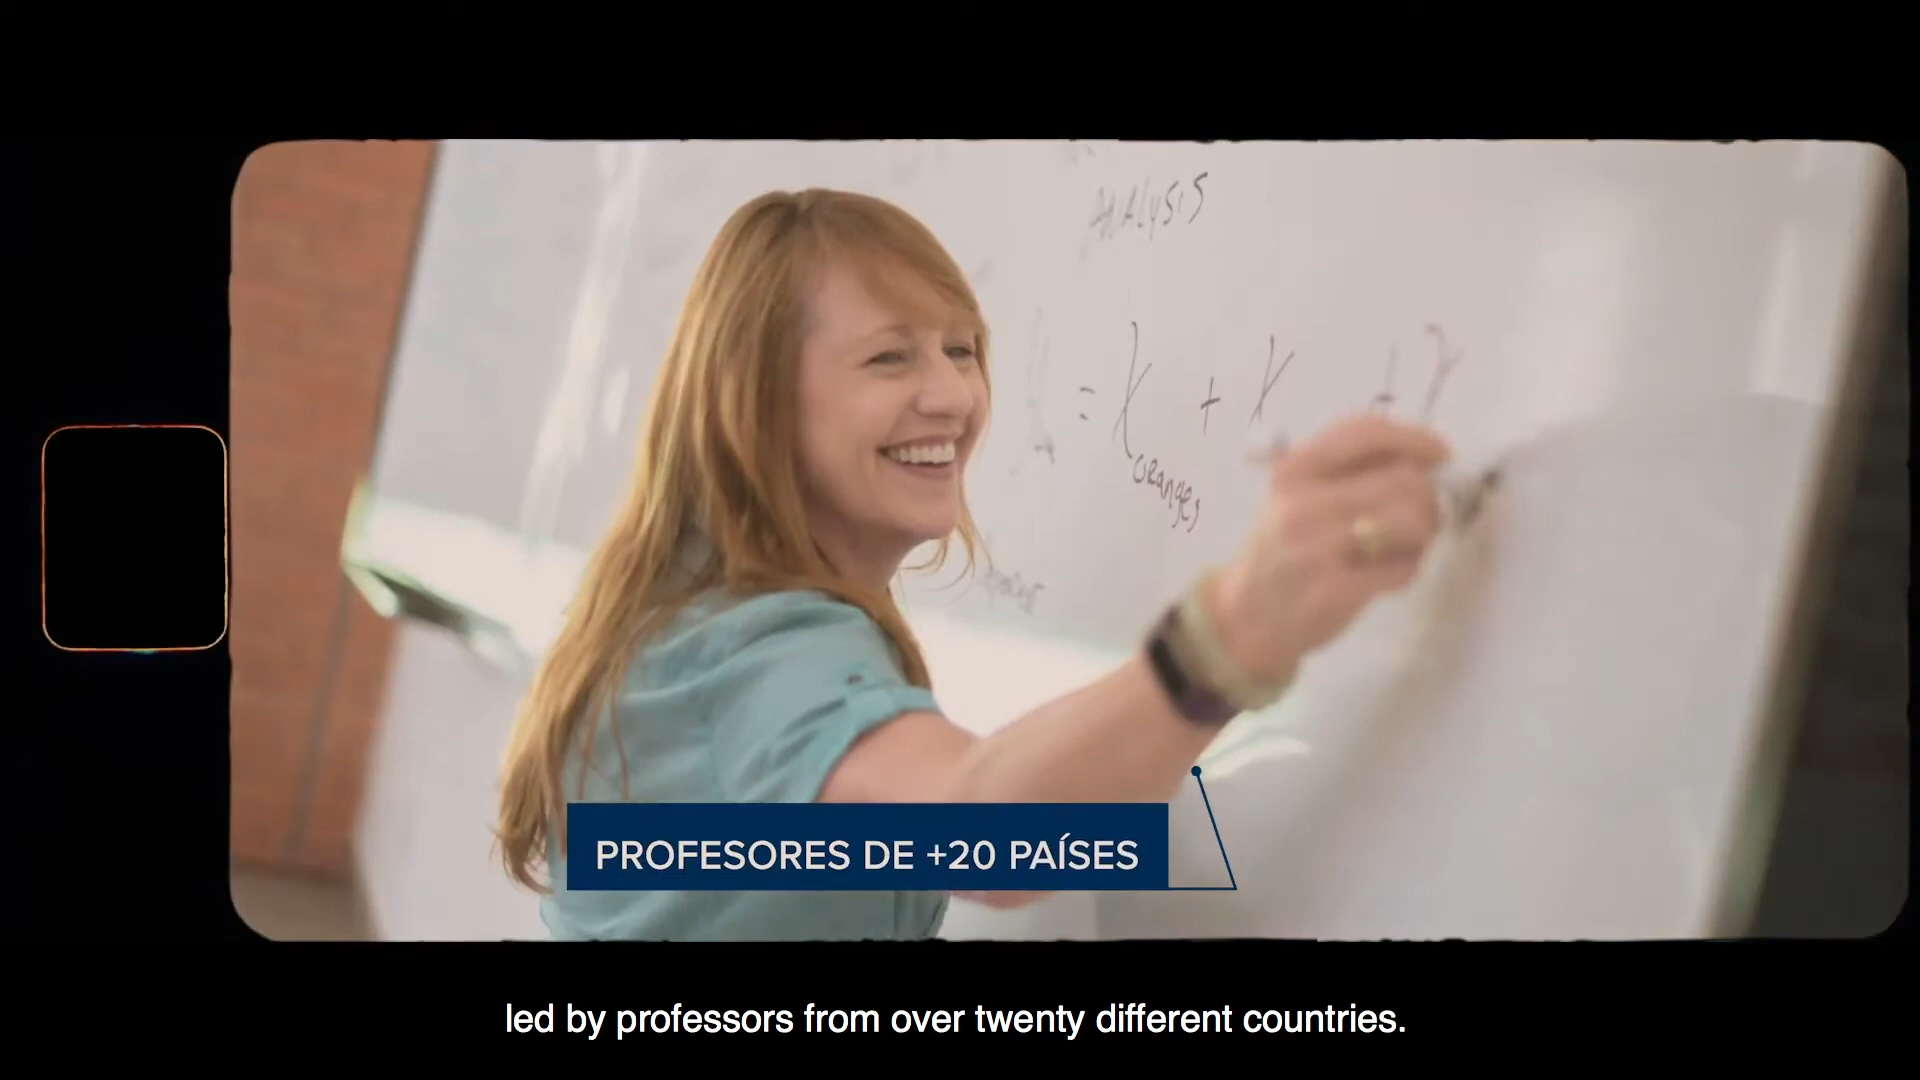 ANALYSIS
= X + X + X
oranges
PROFESORES DE +20 PAÍSES
led by professors from over twenty different countries.